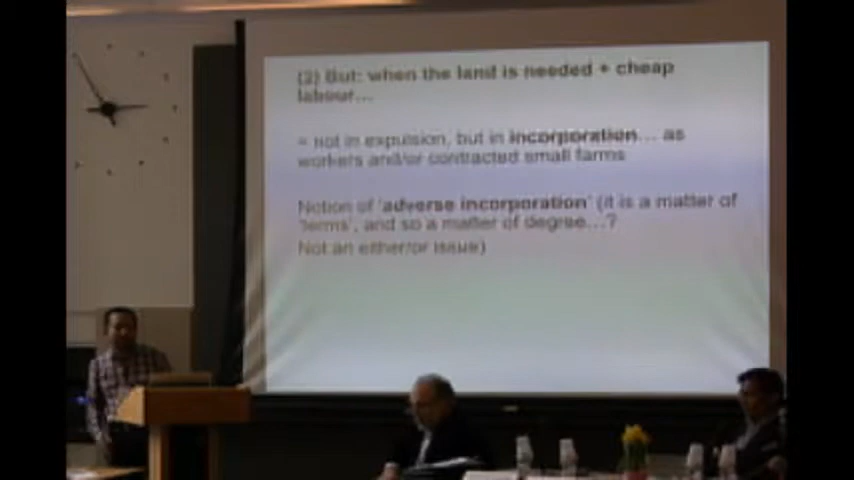 (2) But: when the land is needed + cheap
labour…
= not in expulsion, but in incorporation… as
workers and/or contracted small farms
Notion of 'adverse incorporation' (it is a matter of
'terms', and so a matter of degree…?
Not an either/or issue)